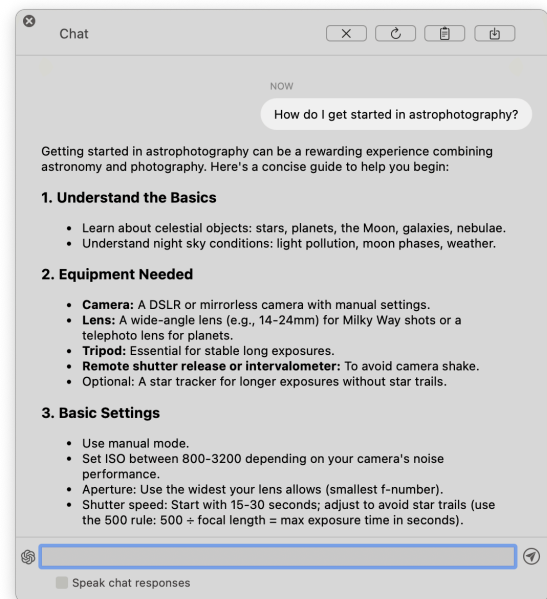 Chat
NOW
How do I get started in astrophotography?
Getting started in astrophotography can be a rewarding experience combining
astronomy and photography. Here's a concise guide to help you begin:
1. Understand the Basics
• Learn about celestial objects: stars, planets, the Moon, galaxies, nebulae.
• Understand night sky conditions: light pollution, moon phases, weather.
2. Equipment Needed
• Camera: A DSLR or mirrorless camera with manual settings.
• Lens: A wide-angle lens (e.g., 14-24mm) for Milky Way shots or a
telephoto lens for planets.
• Tripod: Essential for stable long exposures.
• Remote shutter release or intervalometer: To avoid camera shake.
• Optional: A star tracker for longer exposures without star trails.
3. Basic Settings
• Use manual mode.
• Set ISO between 800-3200 depending on your camera's noise
performance.
• Aperture: Use the widest your lens allows (smallest f-number).
• Shutter speed: Start with 15-30 seconds; adjust to avoid star trails (use
the 500 rule: 500 ÷ focal length = max exposure time in seconds).
Speak chat responses